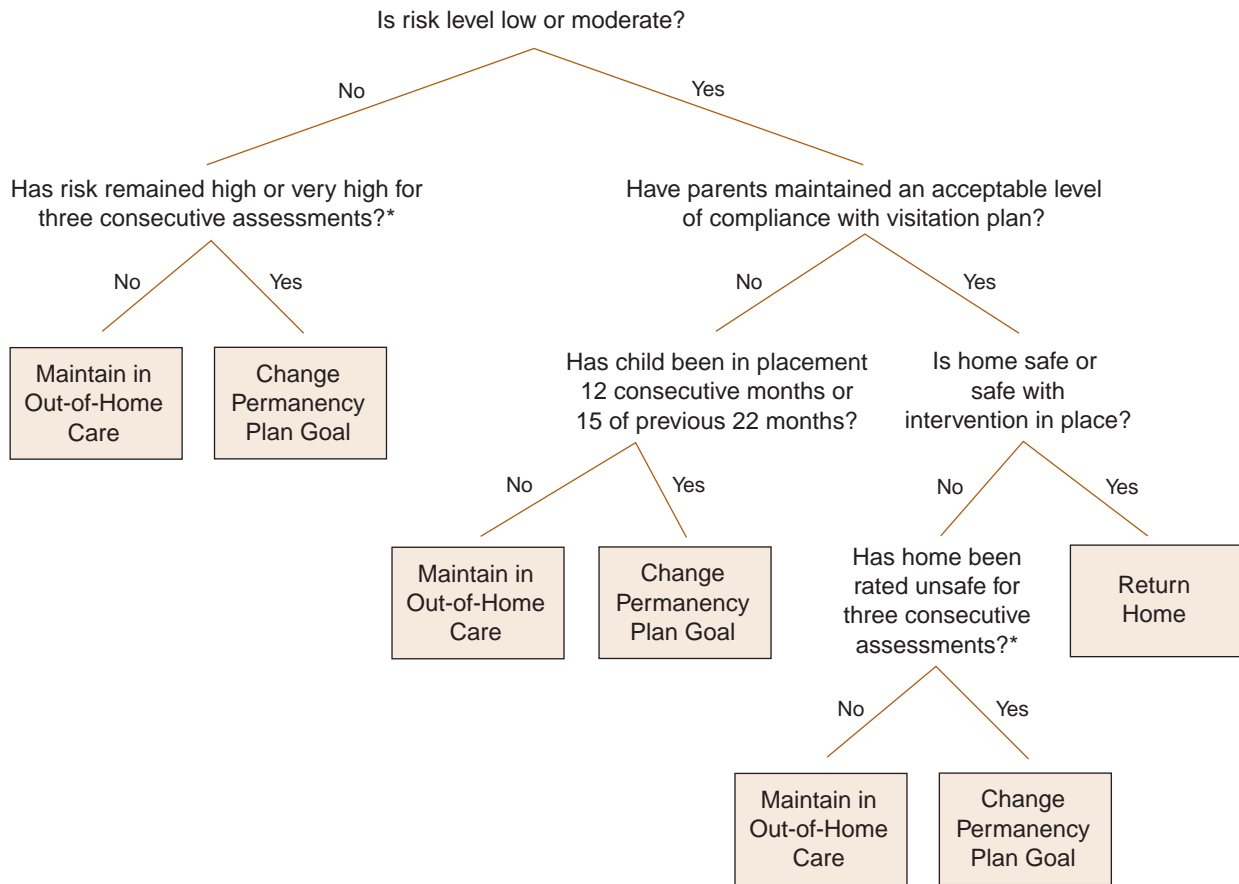 Is risk level low or moderate?
No
Yes
Has risk remained high or very high for
three consecutive assessments?*
Have parents maintained an acceptable level
of compliance with visitation plan?
No
Yes
No
Yes
Maintain in
Out-of-Home
Care
Change
Permanency
Plan Goal
Has child been in placement
12 consecutive months or
15 of previous 22 months?
Is home safe or
safe with
intervention in place?
No
Yes
No
Yes
Maintain in
Out-of-Home
Care
Change
Permanency
Plan Goal
Has home been
rated unsafe for
three consecutive
assessments?*
Return
Home
No
Yes
Maintain in
Out-of-Home
Care
Change
Permanency
Plan Goal